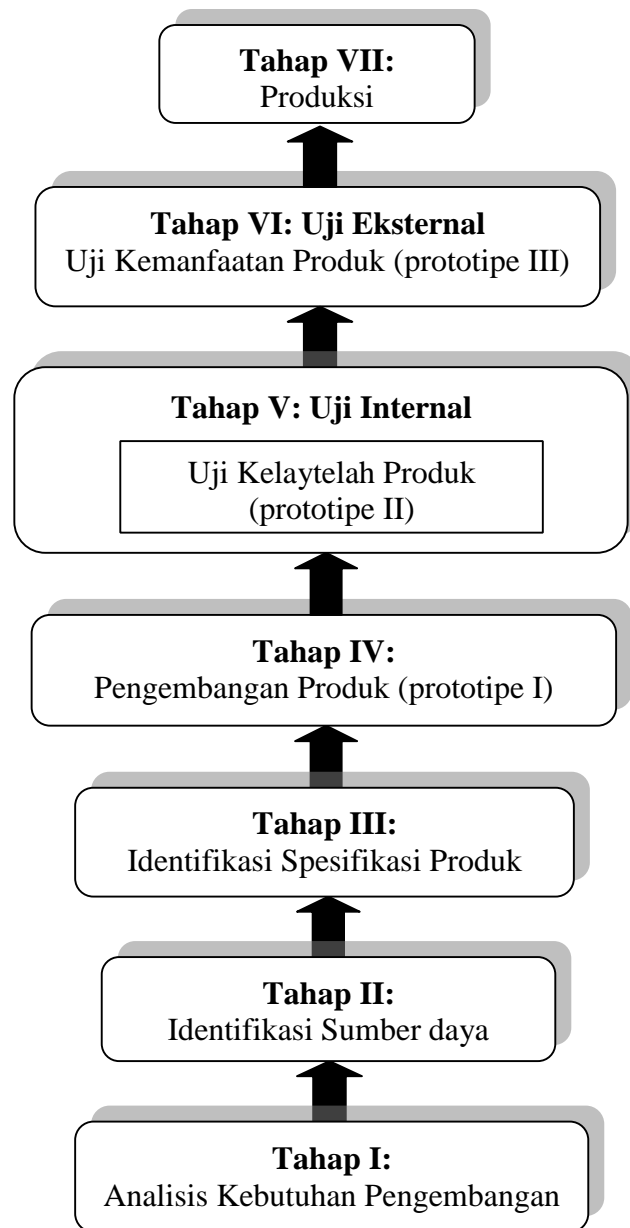 Tahap VII:
Produksi
Tahap VI: Uji Eksternal
Uji Kemanfaatan Produk (prototipe III)
Tahap V: Uji Internal
Uji Kelaytelah Produk
(prototipe II)
Tahap IV:
Pengembangan Produk (prototipe I)
Tahap III:
Identifikasi Spesifikasi Produk
Tahap II:
Identifikasi Sumber daya
Tahap I:
Analisis Kebutuhan Pengembangan